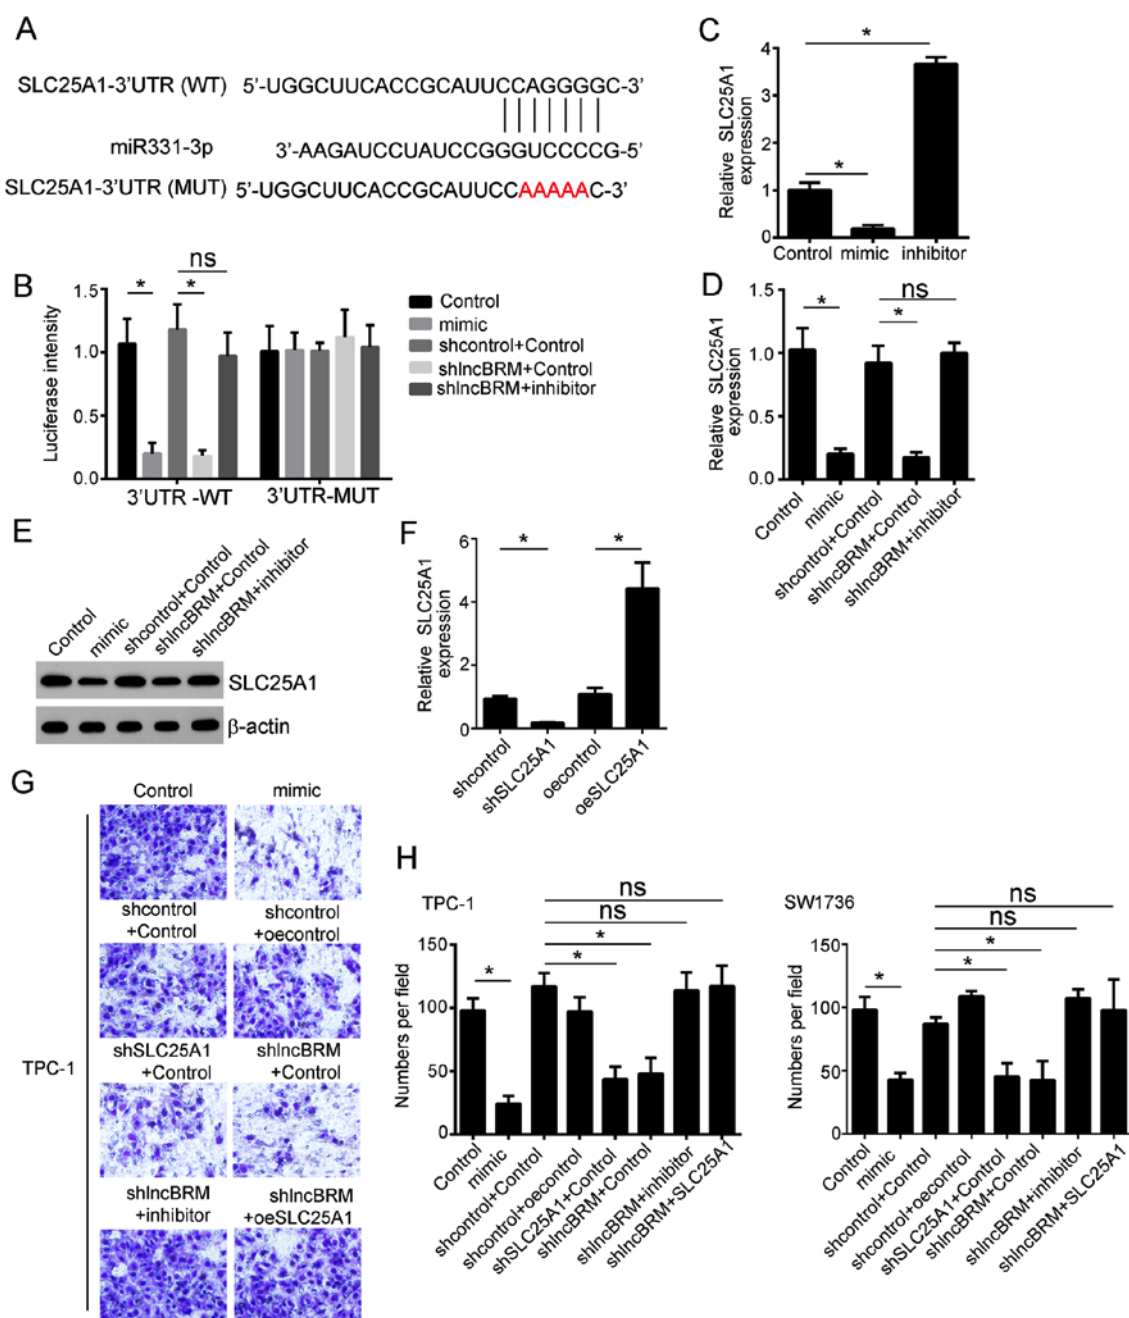 A
SLC25A1-3'UTR (WT) 5'-UGGCUUCACCGCAUUCCAGGGGC-3'
miR331-3p 3'-AAGAUCCUAUCCGGGUCCCCG-5'
SLC25A1-3'UTR (MUT) 5'-UGGCUUCACCGCAUUCCAAAAAC-3'
B
Luciferase intensity
1.5
1.0
0.5
0.0
* * ns
3'UTR -WT 3'UTR-MUT
Control
mimic
shcontrol+Control
shlncBRM+Control
shlncBRM+inhibitor
C
Relative SLC25A1
expression
6
4
2
1
0
* *
Control mimic inhibitor
D
Relative SLC25A1
expression
1.5
1.0
0.5
0.0
* * ns
Control
mimic
shcontrol+Control
shlncBRM+Control
shlncBRM+inhibitor
E
Control
mimic
shcontrol+Control
shlncBRM+Control
shlncBRM+inhibitor
SLC25A1
β-actin
F
Relative SLC25A1
expression
6
4
2
0
* *
shcontrol
shSLC25A1
oecontrol
oeSLC25A1
G
TPC-1
Control mimic
shcontrol
+Control
shcontrol
+oecontrol
shSLC25A1
+Control
shlncBRM
+Control
shlncBRM
+inhibitor
shlncBRM
+oeSLC25A1
H
TPC-1
Numbers per field
150
100
50
0
* * * ns ns
Control
mimic
shcontrol+Control
shcontrol+oecontrol
shSLC25A1+Control
shlncBRM+Control
shlncBRM+inhibitor
shlncBRM+SLC25A1
SW1736
Numbers per field
150
100
50
0
* * * ns ns
Control
mimic
shcontrol+Control
shcontrol+oecontrol
shSLC25A1+Control
shlncBRM+Control
shlncBRM+inhibitor
shlncBRM+SLC25A1